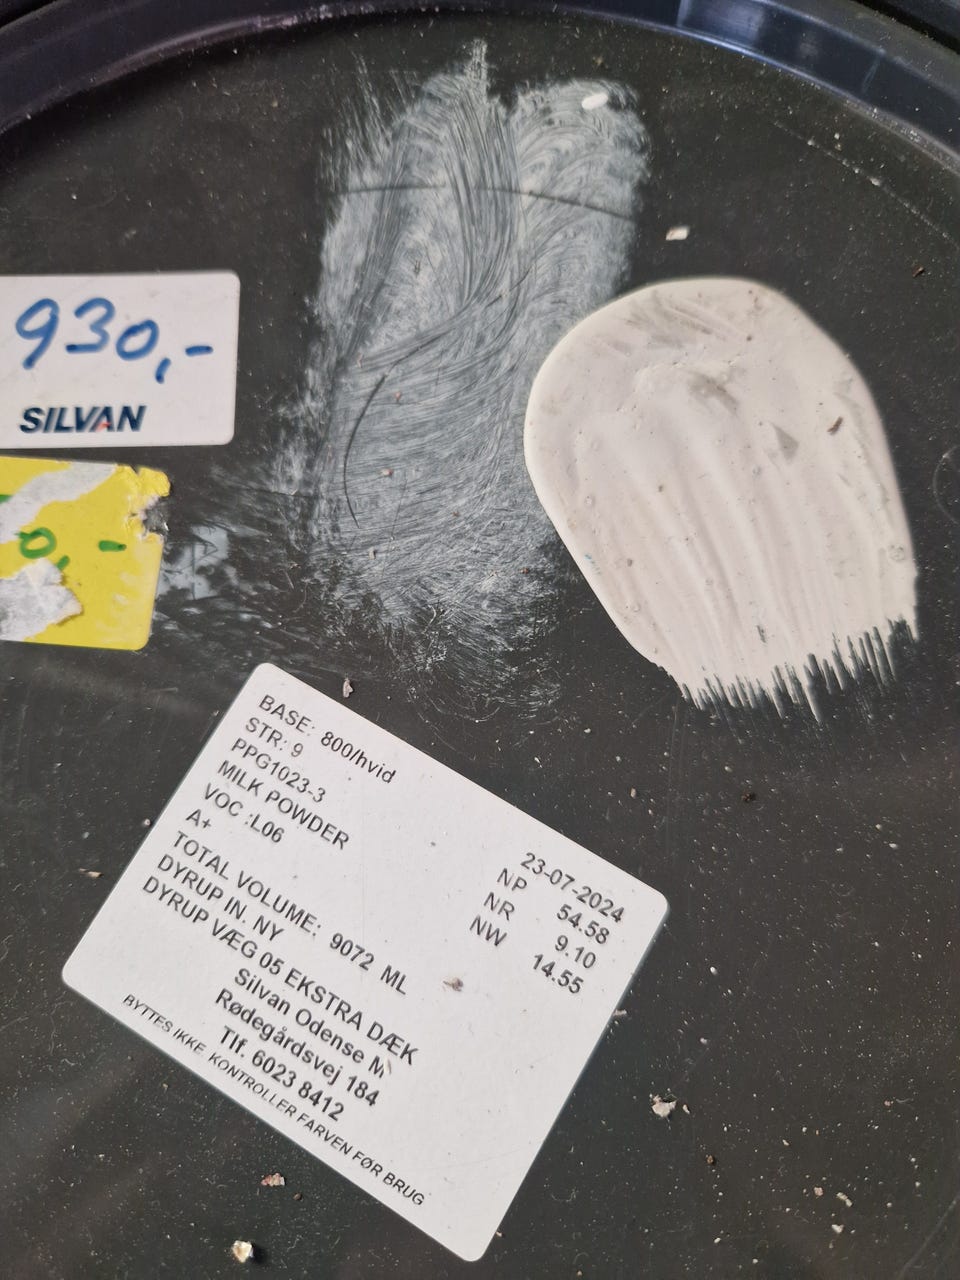 930,-
SILVAN
0,-
BASE: 800/hvid
STR: 9
PPG1023-3
MILK POWDER
VOC :L06
A+
23-07-2024
NP 54.58
NR 9.10
NW 14.55
TOTAL VOLUME: 9072 ML
DYRUP IN. NY
DYRUP VÆG 05 EKSTRA DÆK
Silvan Odense M
Rødegårdsvej 184
Tlf. 6023 8412
BYTTES IKKE. KONTROLLER FARVEN FØR BRUG